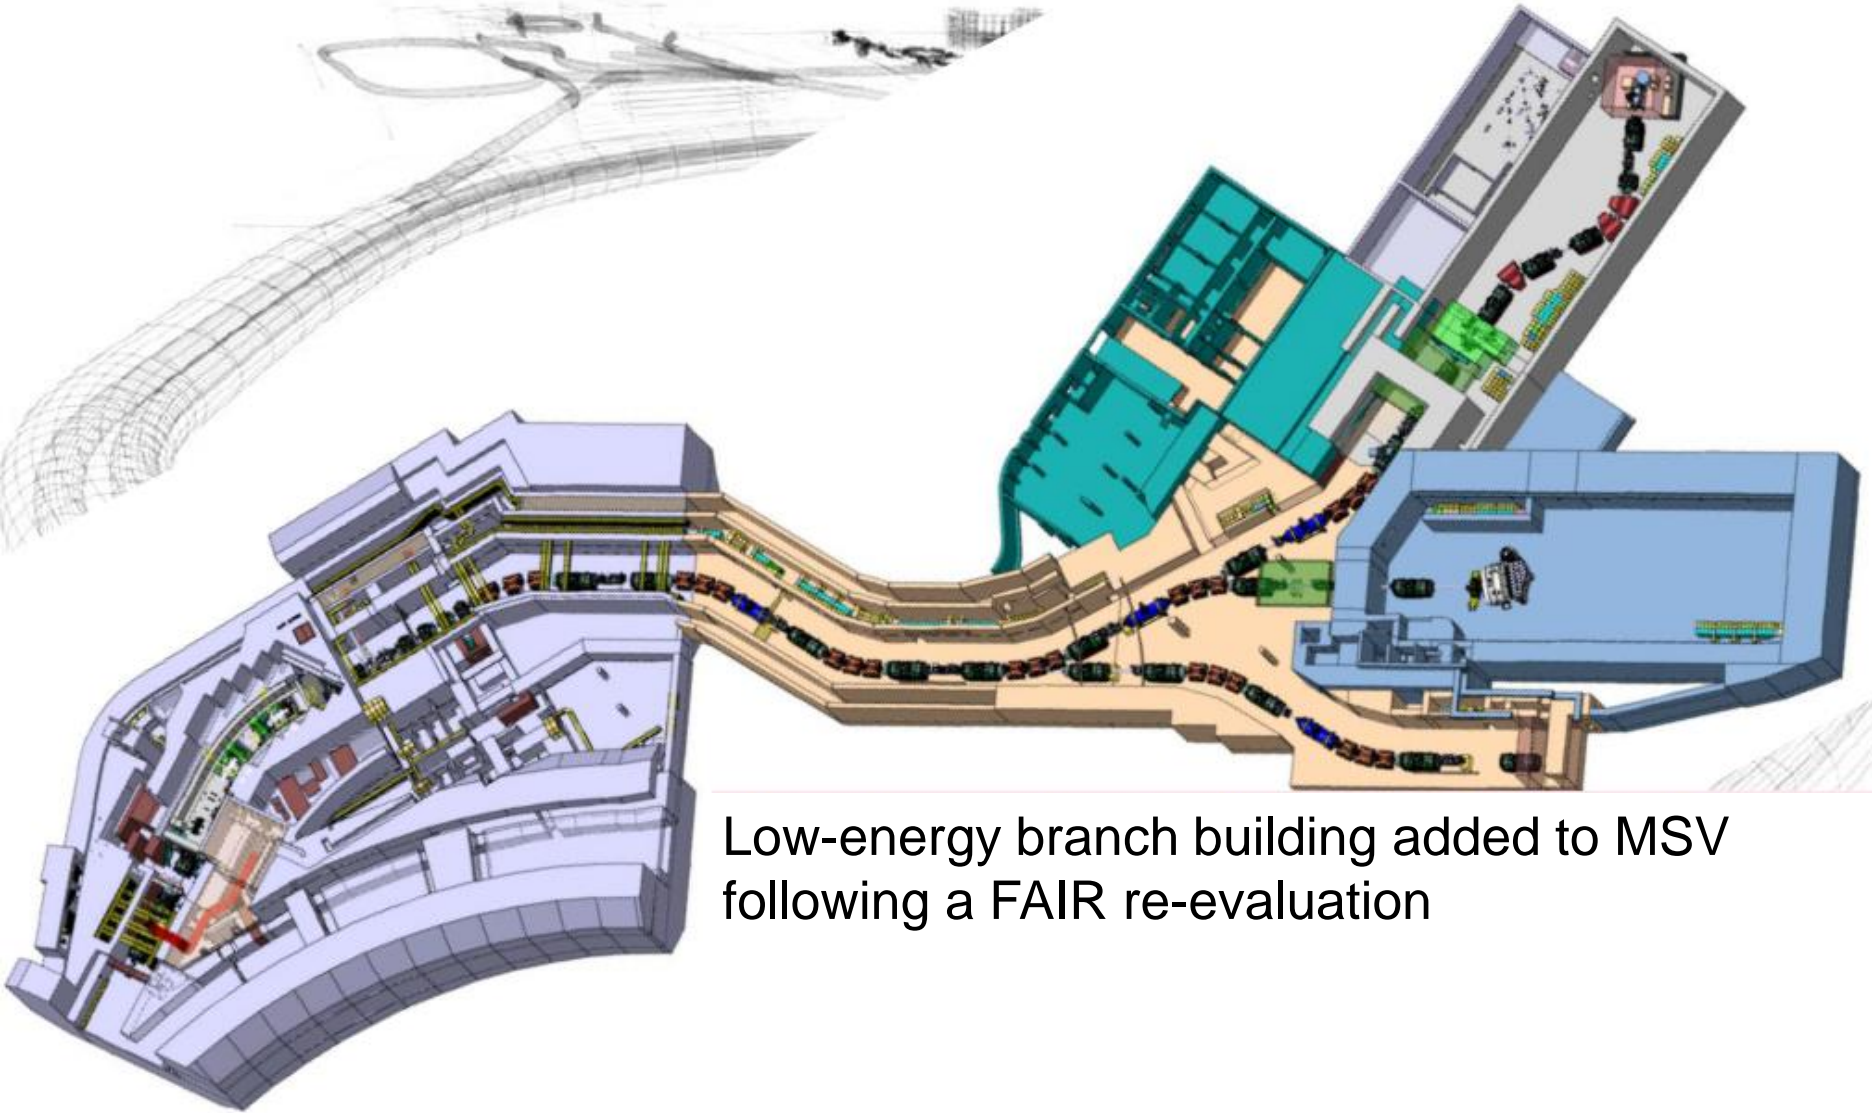 Low-energy branch building added to MSV
following a FAIR re-evaluation